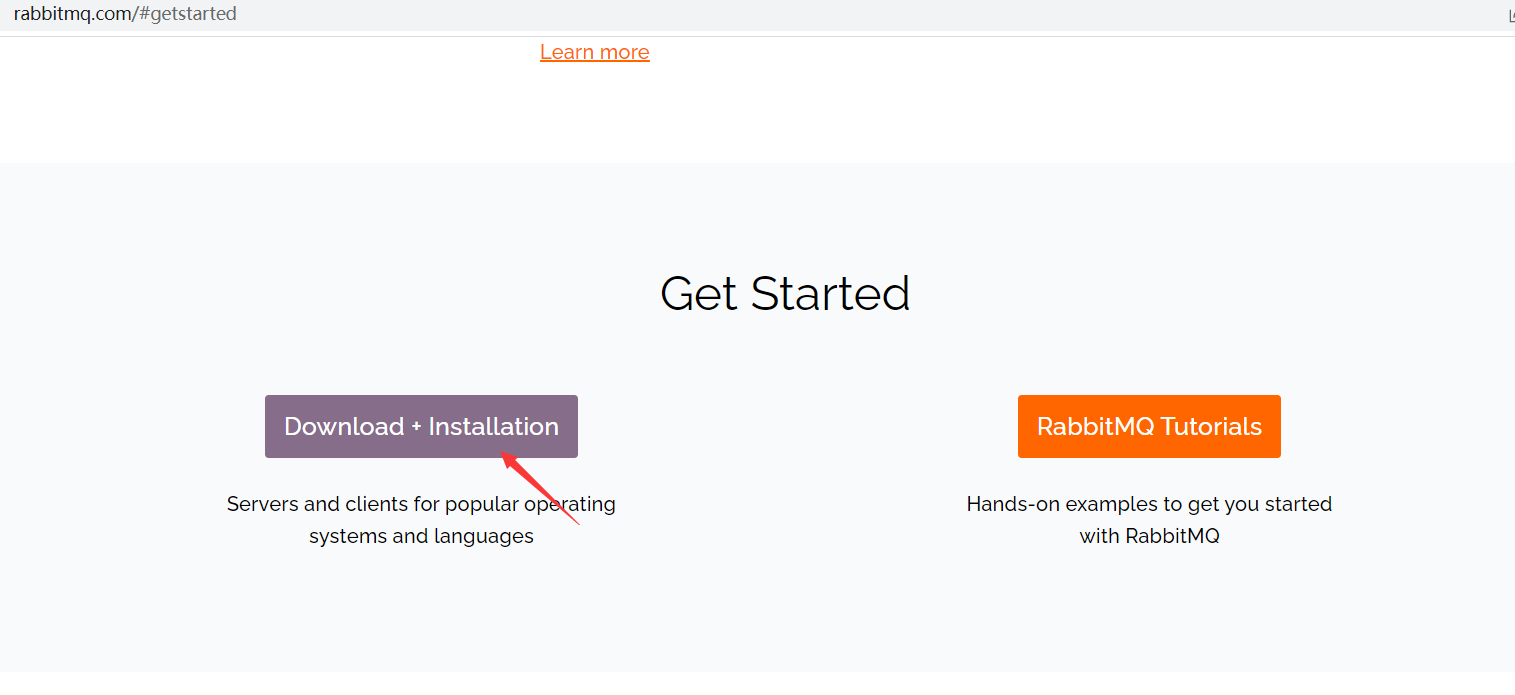 rabbitmq.com/#getstarted
Learn more
Get Started
Download + Installation
Servers and clients for popular operating
systems and languages
RabbitMQ Tutorials
Hands-on examples to get you started
with RabbitMQ